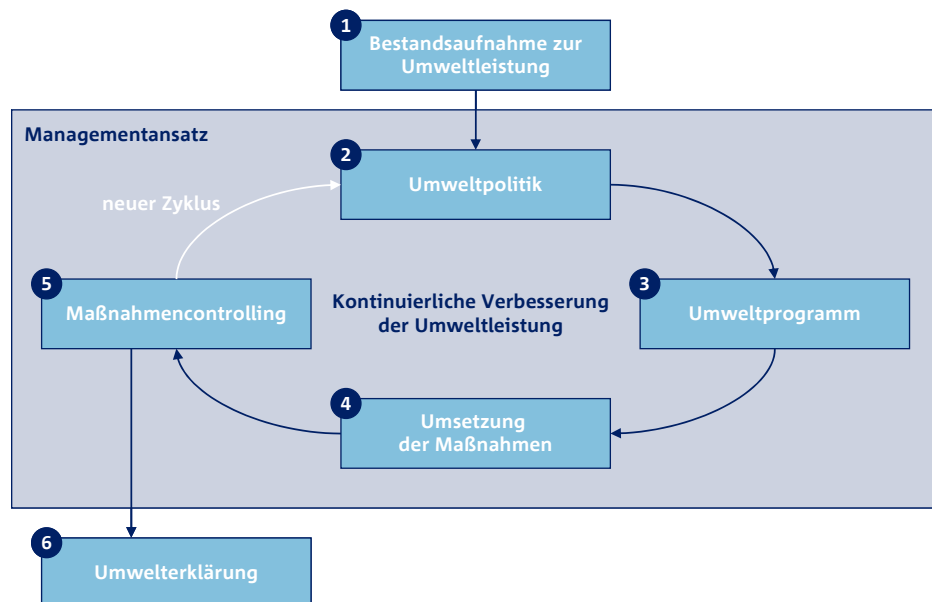 1
Bestandsaufnahme zur
Umweltleistung
Managementansatz
2
Umweltpolitik
neuer Zyklus
5
Maßnahmencontrolling
Kontinuierliche Verbesserung
der Umweltleistung
3
Umweltprogramm
4
Umsetzung
der Maßnahmen
6
Umwelterklärung